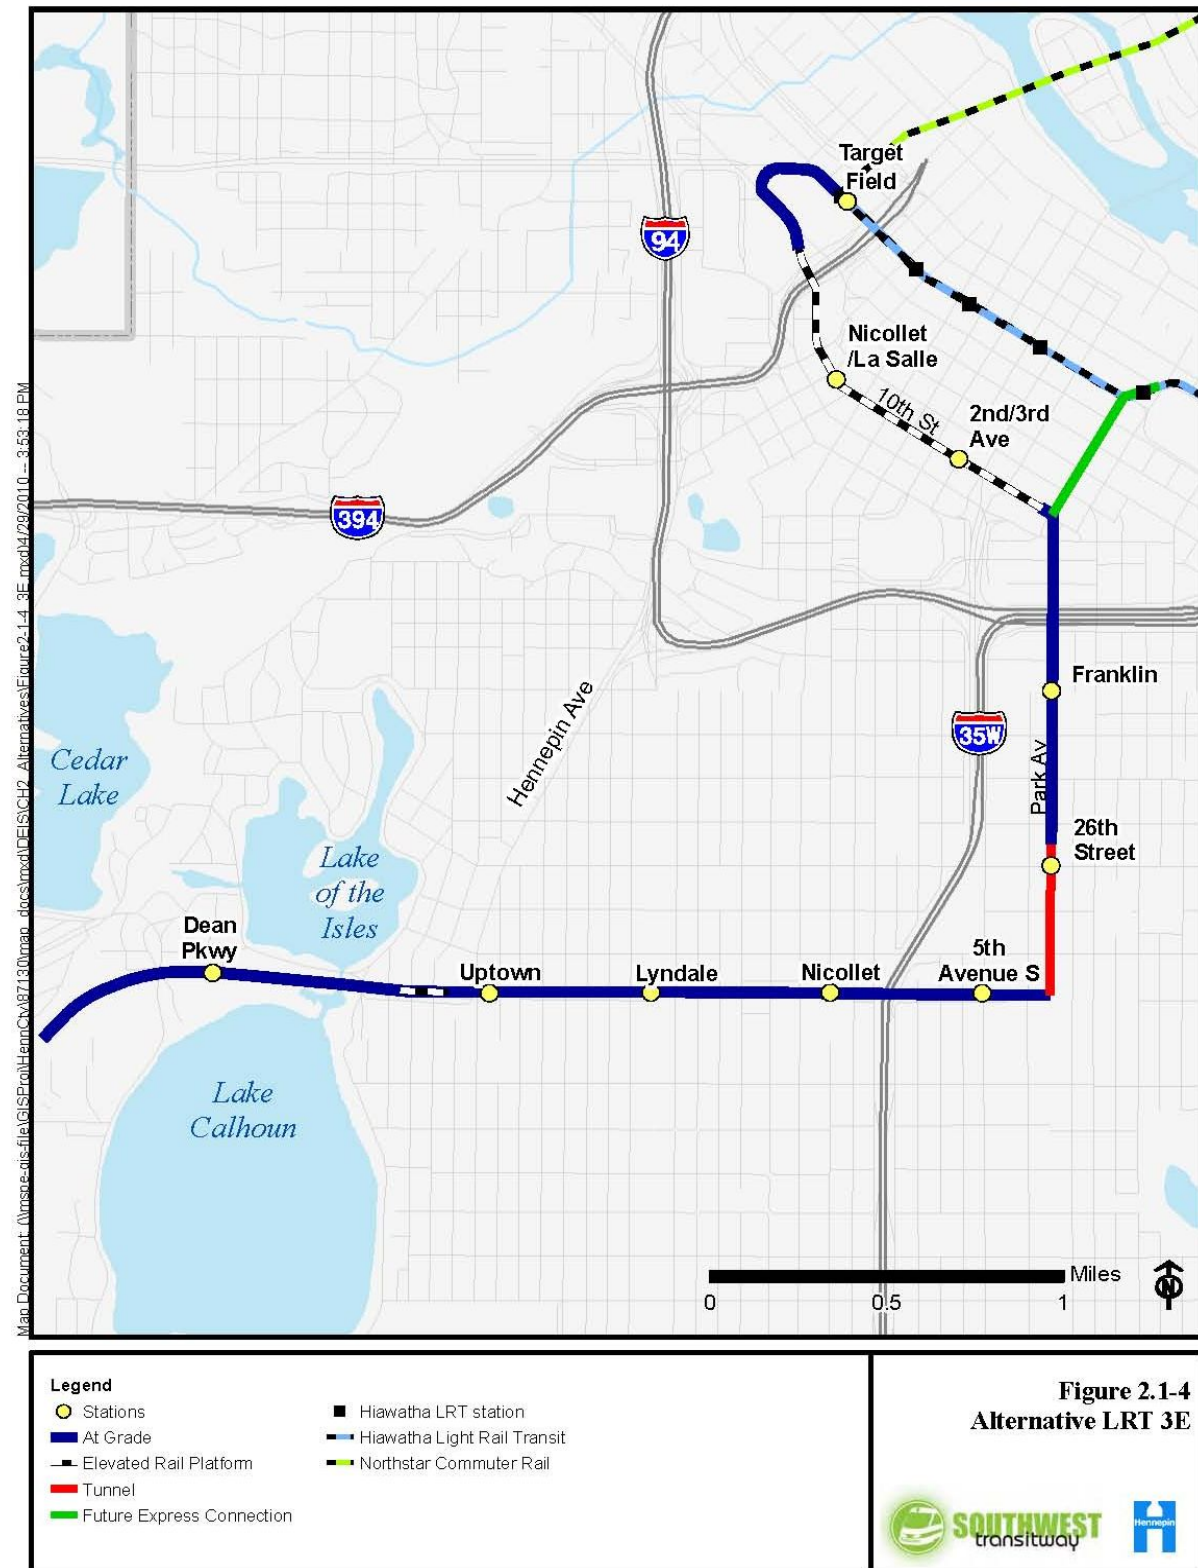 Target
Field
94
Nicollet
/La Salle
10th St
2nd/3rd
Ave
394
Franklin
35W
Park Av
Hennepin Ave
Cedar
Lake
26th
Street
Lake
of the
Isles
Dean
Pkwy
Uptown
Lyndale
Nicollet
5th
Avenue S
Lake
Calhoun
Miles
0
0.5
1
N
Legend
Stations
At Grade
Elevated Rail Platform
Tunnel
Future Express Connection
Hiawatha LRT station
Hiawatha Light Rail Transit
Northstar Commuter Rail
Figure 2.1-4
Alternative LRT 3E
SOUTHWEST
transitway
Hennepin